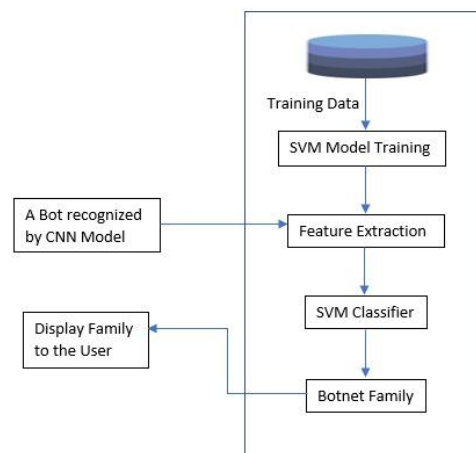 Training Data
SVM Model Training
A Bot recognized
by CNN Model
Feature Extraction
SVM Classifier
Display Family
to the User
Botnet Family